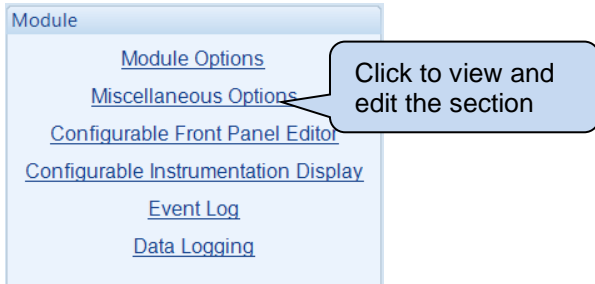 Module
Module Options
Miscellaneous Options
Configurable Front Panel Editor
Configurable Instrumentation Display
Event Log
Data Logging
Click to view and
edit the section